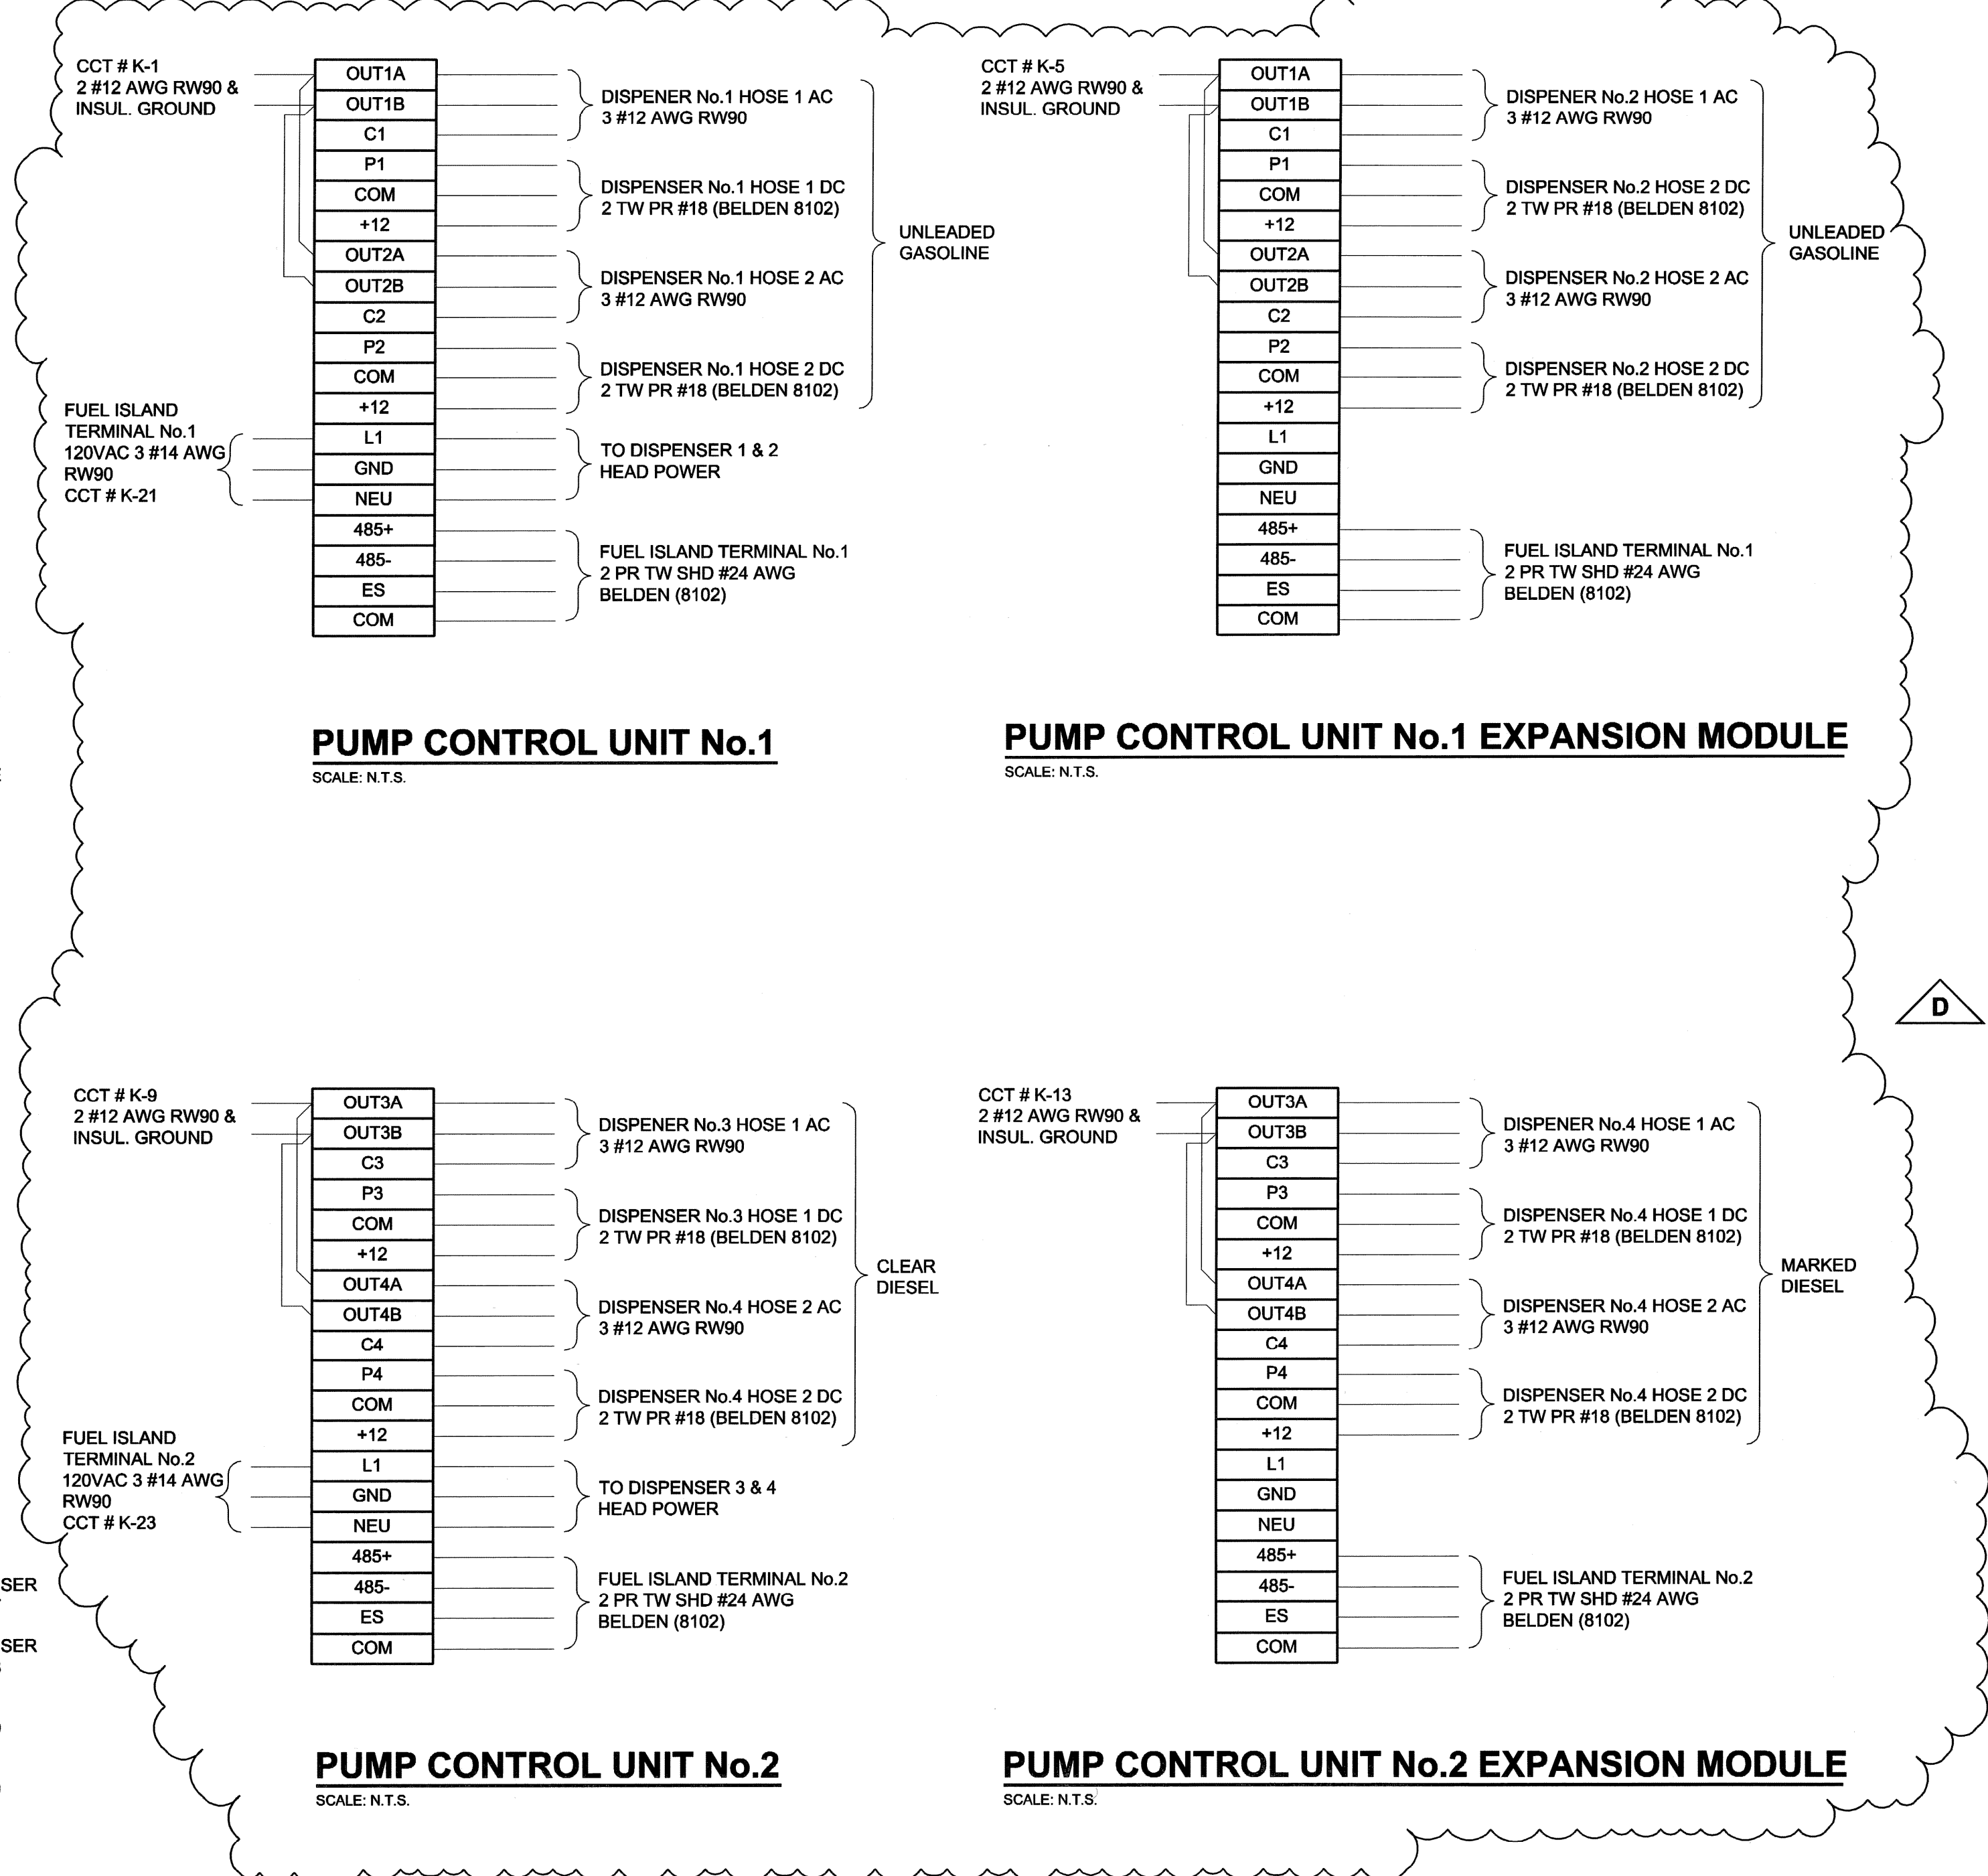 CCT # K-1
2 #12 AWG RW90 &
INSUL. GROUND
OUT1A
OUT1B
C1
P1
COM
+12
OUT2A
OUT2B
C2
P2
COM
+12
L1
GND
NEU
485+
485-
ES
COM
DISPENER No.1 HOSE 1 AC
3 #12 AWG RW90
DISPENSER No.1 HOSE 1 DC
2 TW PR #18 (BELDEN 8102)
DISPENSER No.1 HOSE 2 AC
3 #12 AWG RW90
DISPENSER No.1 HOSE 2 DC
2 TW PR #18 (BELDEN 8102)
UNLEADED
GASOLINE
FUEL ISLAND
TERMINAL No.1
120VAC 3 #14 AWG
RW90
CCT # K-21
TO DISPENSER 1 & 2
HEAD POWER
FUEL ISLAND TERMINAL No.1
2 PR TW SHD #24 AWG
BELDEN (8102)
PUMP CONTROL UNIT No.1
SCALE: N.T.S.
CCT # K-5
2 #12 AWG RW90 &
INSUL. GROUND
OUT1A
OUT1B
C1
P1
COM
+12
OUT2A
OUT2B
C2
P2
COM
+12
L1
GND
NEU
485+
485-
ES
COM
DISPENER No.2 HOSE 1 AC
3 #12 AWG RW90
DISPENSER No.2 HOSE 2 DC
2 TW PR #18 (BELDEN 8102)
DISPENSER No.2 HOSE 2 AC
3 #12 AWG RW90
DISPENSER No.2 HOSE 2 DC
2 TW PR #18 (BELDEN 8102)
UNLEADED
GASOLINE
FUEL ISLAND TERMINAL No.1
2 PR TW SHD #24 AWG
BELDEN (8102)
PUMP CONTROL UNIT No.1 EXPANSION MODULE
SCALE: N.T.S.
D
CCT # K-9
2 #12 AWG RW90 &
INSUL. GROUND
OUT3A
OUT3B
C3
P3
COM
+12
OUT4A
OUT4B
C4
P4
COM
+12
L1
GND
NEU
485+
485-
ES
COM
DISPENER No.3 HOSE 1 AC
3 #12 AWG RW90
DISPENSER No.3 HOSE 1 DC
2 TW PR #18 (BELDEN 8102)
DISPENSER No.4 HOSE 2 AC
3 #12 AWG RW90
DISPENSER No.4 HOSE 2 DC
2 TW PR #18 (BELDEN 8102)
CLEAR
DIESEL
FUEL ISLAND
TERMINAL No.2
120VAC 3 #14 AWG
RW90
CCT # K-23
TO DISPENSER 3 & 4
HEAD POWER
FUEL ISLAND TERMINAL No.2
2 PR TW SHD #24 AWG
BELDEN (8102)
SER
SER
PUMP CONTROL UNIT No.2
SCALE: N.T.S.
CCT # K-13
2 #12 AWG RW90 &
INSUL. GROUND
OUT3A
OUT3B
C3
P3
COM
+12
OUT4A
OUT4B
C4
P4
COM
+12
L1
GND
NEU
485+
485-
ES
COM
DISPENER No.4 HOSE 1 AC
3 #12 AWG RW90
DISPENSER No.4 HOSE 1 DC
2 TW PR #18 (BELDEN 8102)
DISPENSER No.4 HOSE 2 AC
3 #12 AWG RW90
DISPENSER No.4 HOSE 2 DC
2 TW PR #18 (BELDEN 8102)
MARKED
DIESEL
FUEL ISLAND TERMINAL No.2
2 PR TW SHD #24 AWG
BELDEN (8102)
PUMP CONTROL UNIT No.2 EXPANSION MODULE
SCALE: N.T.S.